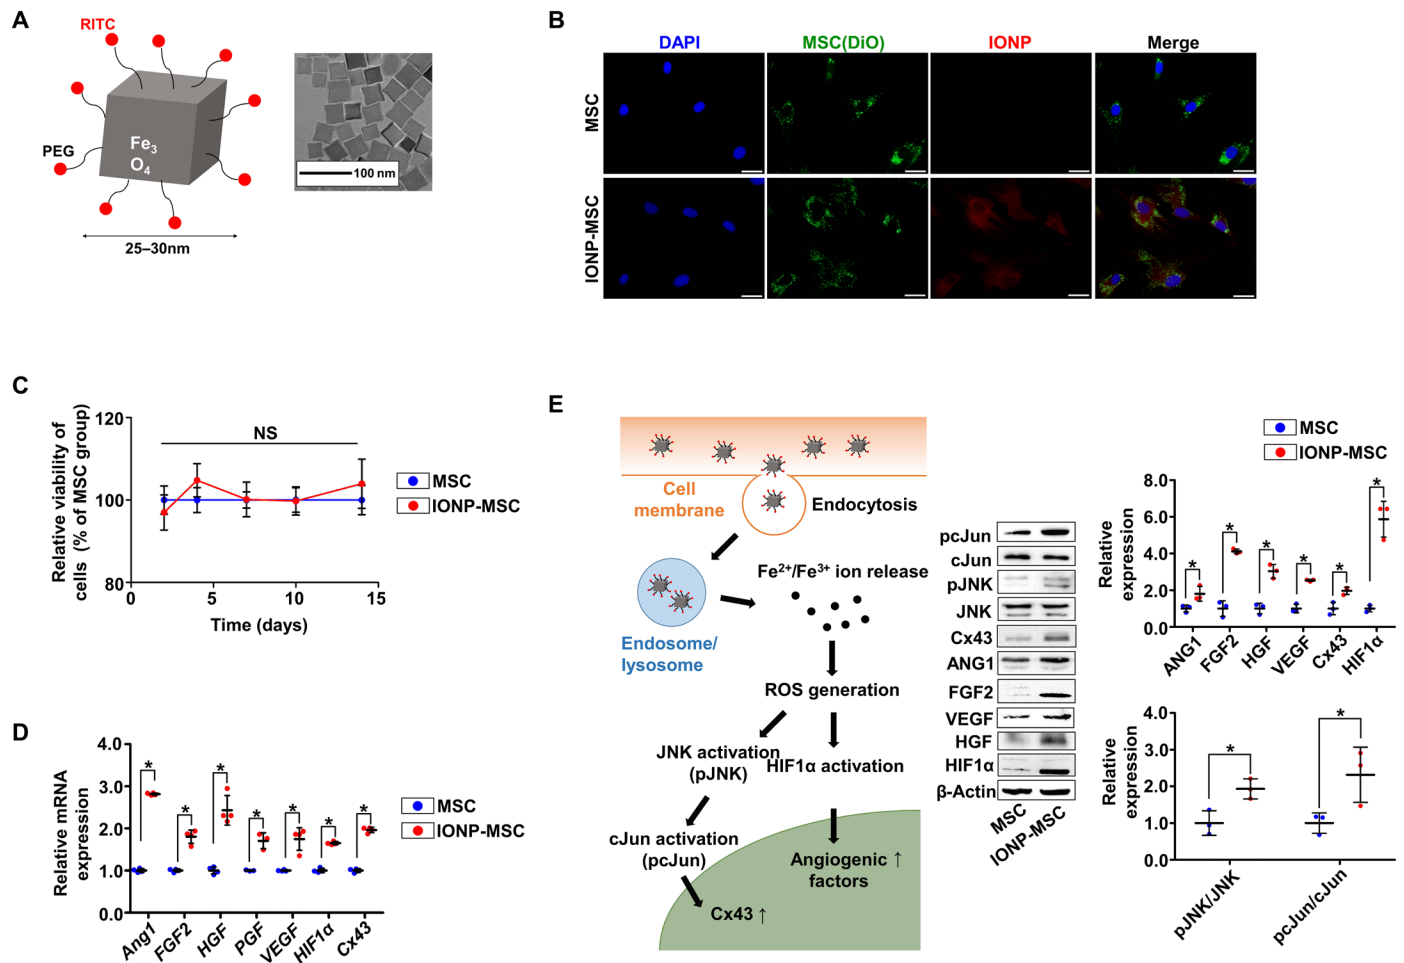 A
RITC
PEG
Fe3
O4
25–30nm
100 nm
B
DAPI
MSC(DiO)
IONP
Merge
MSC
IONP-MSC
C
Relative viability of
cells (% of MSC group)
120
100
80
NS
0
5
10
15
Time (days)
MSC
IONP-MSC
D
Relative mRNA
expression
4.0
3.0
2.0
1.0
0.0
* * * * * * *
Ang1
FGF2
HGF
PGF
VEGF
HIF1α
Cx43
MSC
IONP-MSC
E
Cell
membrane
Endocytosis
Endosome/
lysosome
Fe2+/Fe3+ ion release
ROS generation
JNK activation
(pJNK)
HIF1α activation
cJun activation
(pcJun)
Angiogenic ↑
factors
Cx43 ↑
pcJun
cJun
pJNK
JNK
Cx43
ANG1
FGF2
VEGF
HGF
HIF1α
β-Actin
MSC
IONP-MSC
MSC
IONP-MSC
Relative
expression
8.0
6.0
4.0
2.0
0.0
* * * * * *
ANG1
FGF2
HGF
VEGF
Cx43
HIF1α
Relative
expression
4.0
3.0
2.0
1.0
0.0
* *
pJNK/JNK
pcJun/cJun